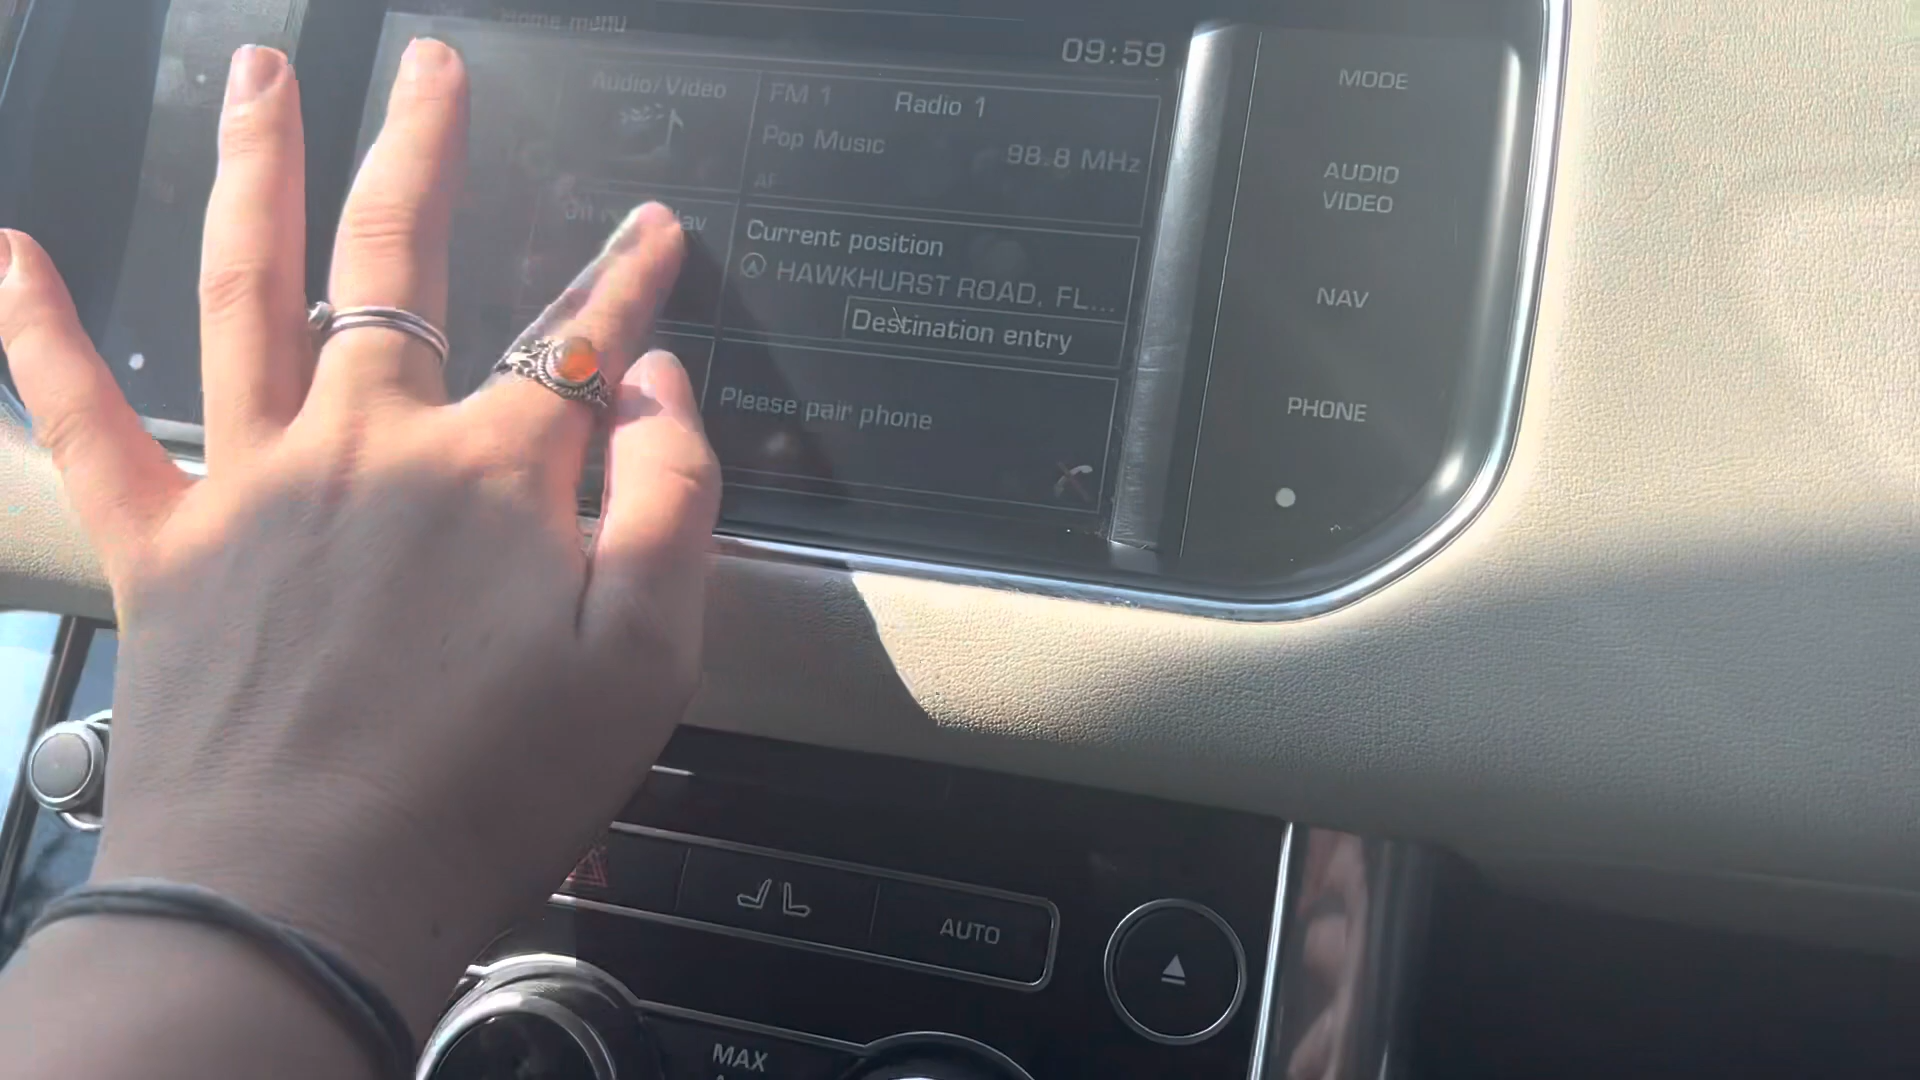 Home menu
09:59
Audio/Video
FM 1
Radio 1
Pop Music
98.8 MHz
AF
Nav
Current position
HAWKHURST ROAD, FL...
Destination entry
Please pair phone
MODE
AUDIO
VIDEO
NAV
PHONE
AUTO
MAX